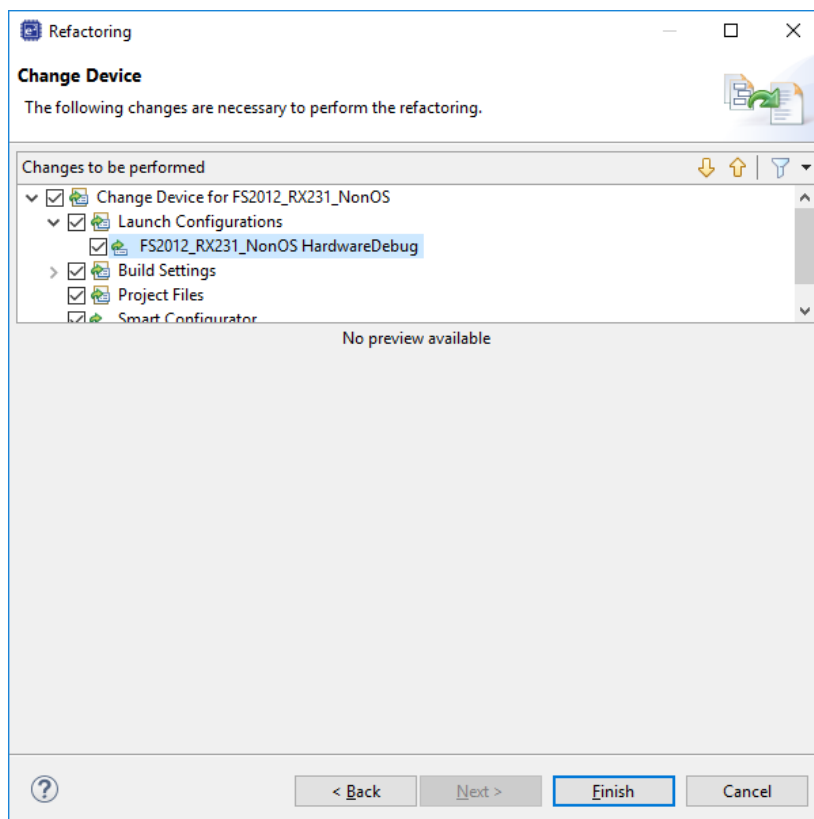 Refactoring
Change Device
The following changes are necessary to perform the refactoring.
Changes to be performed
Change Device for FS2012_RX231_NonOS
Launch Configurations
FS2012_RX231_NonOS HardwareDebug
Build Settings
Project Files
Smart Configurator
No preview available
< Back Next > Finish Cancel